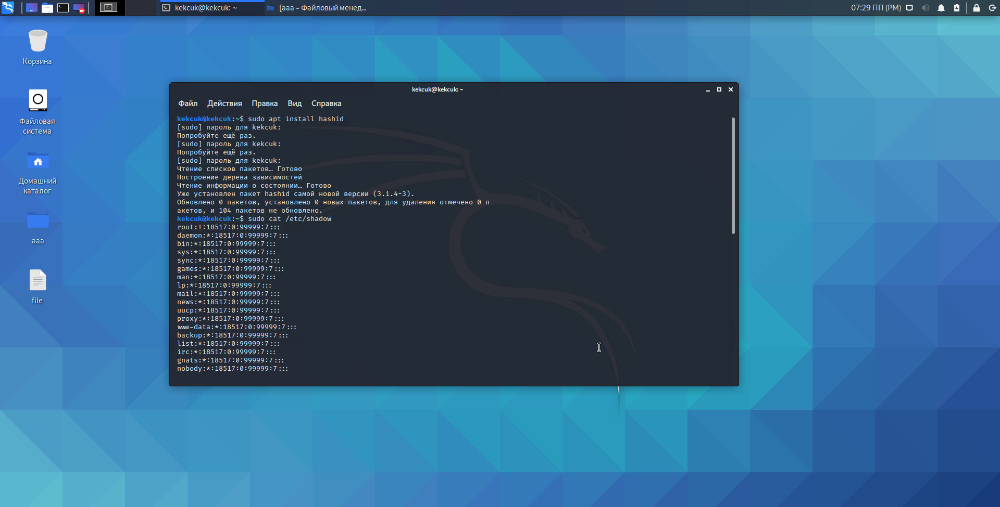 kekcuk@kekcuk: ~
[aaa - Файловый менед...
07:29 ПП (PM)
Корзина
Файловая
система
Домашний
каталог
aaa
file
kekcuk@kekcuk: ~
Файл Действия Правка Вид Справка
kekcuk@kekcuk:~$ sudo apt install hashid
[sudo] пароль для kekcuk:
Попробуйте ещё раз.
[sudo] пароль для kekcuk:
Попробуйте ещё раз.
[sudo] пароль для kekcuk:
Чтение списков пакетов… Готово
Построение дерева зависимостей
Чтение информации о состоянии… Готово
Уже установлен пакет hashid самой новой версии (3.1.4-3).
Обновлено 0 пакетов, установлено 0 новых пакетов, для удаления отмечено 0 п
акетов, и 104 пакетов не обновлено.
kekcuk@kekcuk:~$ sudo cat /etc/shadow
root:!:18517:0:99999:7:::
daemon:*:18517:0:99999:7:::
bin:*:18517:0:99999:7:::
sys:*:18517:0:99999:7:::
sync:*:18517:0:99999:7:::
games:*:18517:0:99999:7:::
man:*:18517:0:99999:7:::
lp:*:18517:0:99999:7:::
mail:*:18517:0:99999:7:::
news:*:18517:0:99999:7:::
uucp:*:18517:0:99999:7:::
proxy:*:18517:0:99999:7:::
www-data:*:18517:0:99999:7:::
backup:*:18517:0:99999:7:::
list:*:18517:0:99999:7:::
irc:*:18517:0:99999:7:::
gnats:*:18517:0:99999:7:::
nobody:*:18517:0:99999:7:::